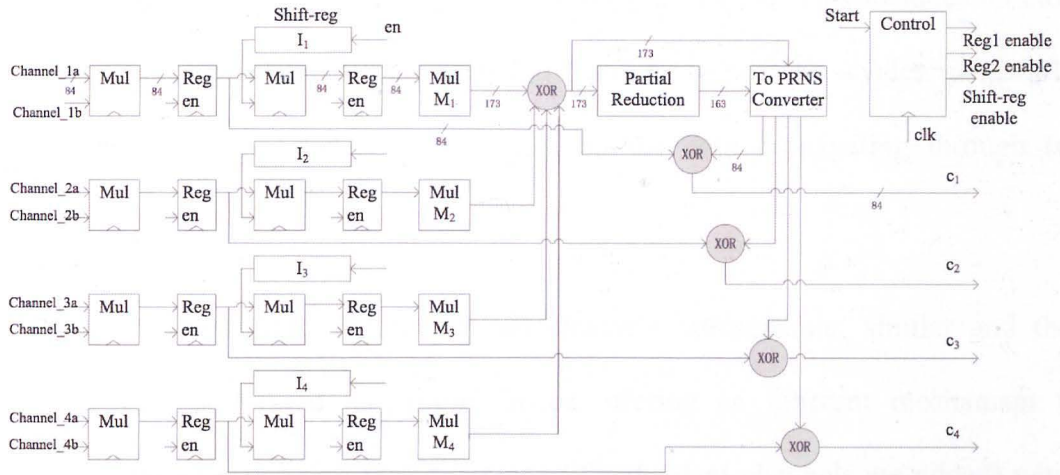 Shift-reg
I1
en
Start
Control
Reg1 enable
Reg2 enable
Shift-reg
enable
clk
Channel_1a
84
Channel_1b
Mul
84
Reg
en
Mul
84
Reg
en
84
Mul
M1
173
XOR
173
173
Partial
Reduction
163
To PRNS
Converter
84
XOR
84
84
c1
I2
Channel_2a
Channel_2b
Mul
Reg
en
Mul
Reg
en
Mul
M2
XOR
c2
I3
Channel_3a
Channel_3b
Mul
Reg
en
Mul
Reg
en
Mul
M3
XOR
c3
I4
Channel_4a
Channel_4b
Mul
Reg
en
Mul
Reg
en
Mul
M4
XOR
c4